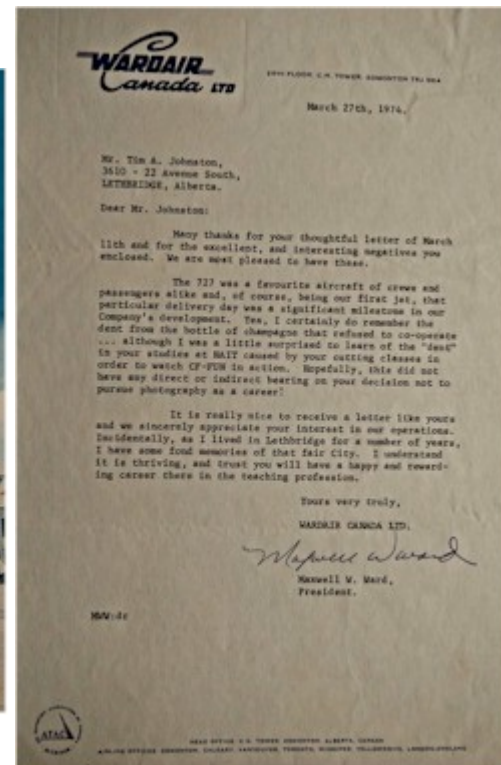 WARDAIR
Canada LTD
March 27th, 1974.
Mr. Tim A. Johnston,
3610 - 22 Avenue South,
LETHBRIDGE, Alberta.
Dear Mr. Johnston:
Many thanks for your thoughtful letter of March
11th and for the excellent, and interesting negatives you
enclosed. We are most pleased to have these.
The 727 was a favourite aircraft of crews and
passengers alike and, of course, being our first jet, that
particular delivery day was a significant milestone in our
Company's development. Yes, I certainly do remember the
dent from the bottle of champagne that refused to co-operate
... although I was a little surprised to learn of the "dent"
in your studies at NAIT caused by your cutting classes in
order to watch CF-FUN in action. Hopefully, this did not
have any direct or indirect bearing on your decision not to
pursue photography as a career!
It is really nice to receive a letter like yours
and we sincerely appreciate your interest in our operations.
Incidentally, as I lived in Lethbridge for a number of years,
I have some fond memories of that fair City. I understand
it is thriving, and trust you will have a happy and reward-
ing career there in the teaching profession.
Yours very truly,
WARDAIR CANADA LTD.
Maxwell W. Ward
Maxwell W. Ward,
President.
MWW:dr
ATAC
HEAD OFFICE, C.N. TOWER, EDMONTON, ALBERTA, CANADA